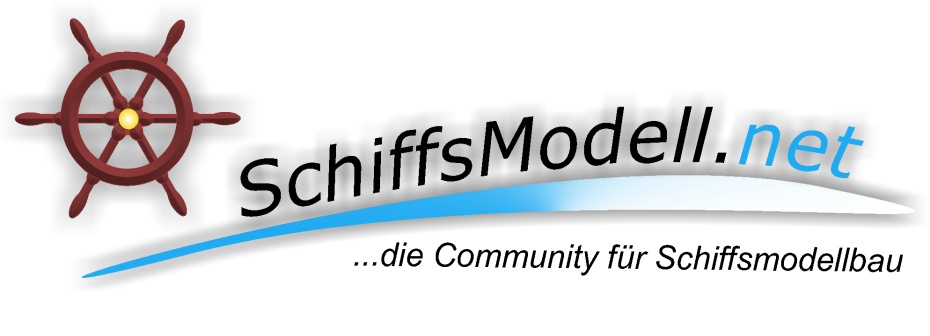 SchiffsModell.net
...die Community für Schiffsmodellbau